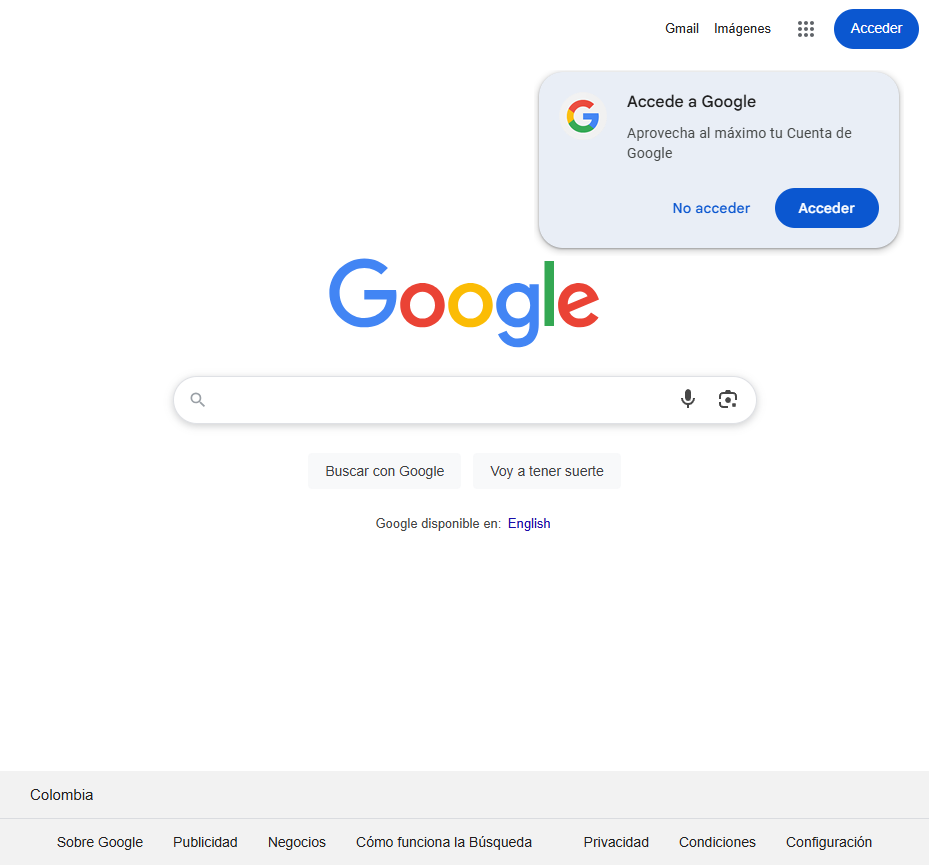 Gmail Imágenes Acceder
Accede a Google
Aprovecha al máximo tu Cuenta de
Google
No acceder Acceder
Google
Buscar con Google Voy a tener suerte
Google disponible en: English
Colombia
Sobre Google Publicidad Negocios Cómo funciona la Búsqueda Privacidad Condiciones Configuración